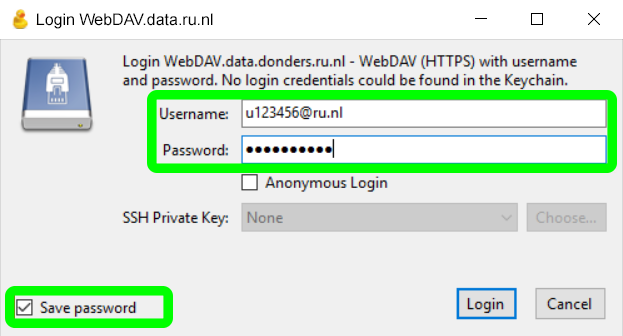 Login WebDAV.data.ru.nl
Login WebDAV.data.donders.ru.nl - WebDAV (HTTPS) with username
and password. No login credentials could be found in the Keychain.
Username: u123456@ru.nl
Password: ●●●●●●●●●●
Anonymous Login
SSH Private Key: None Choose...
Save password Login Cancel